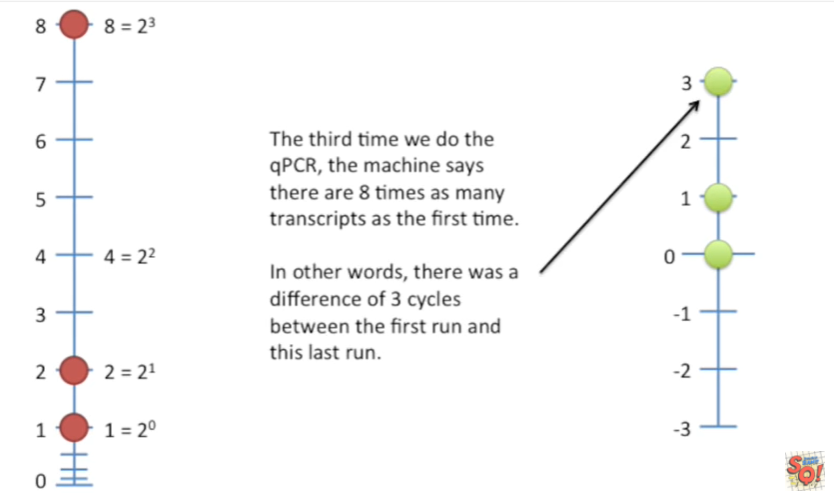 8
8 = 2³
7
6
5
4
4 = 2²
3
2
2 = 2¹
1
1 = 2⁰
0
The third time we do the
qPCR, the machine says
there are 8 times as many
transcripts as the first time.
In other words, there was a
difference of 3 cycles
between the first run and
this last run.
3
2
1
0
-1
-2
-3
SQ!